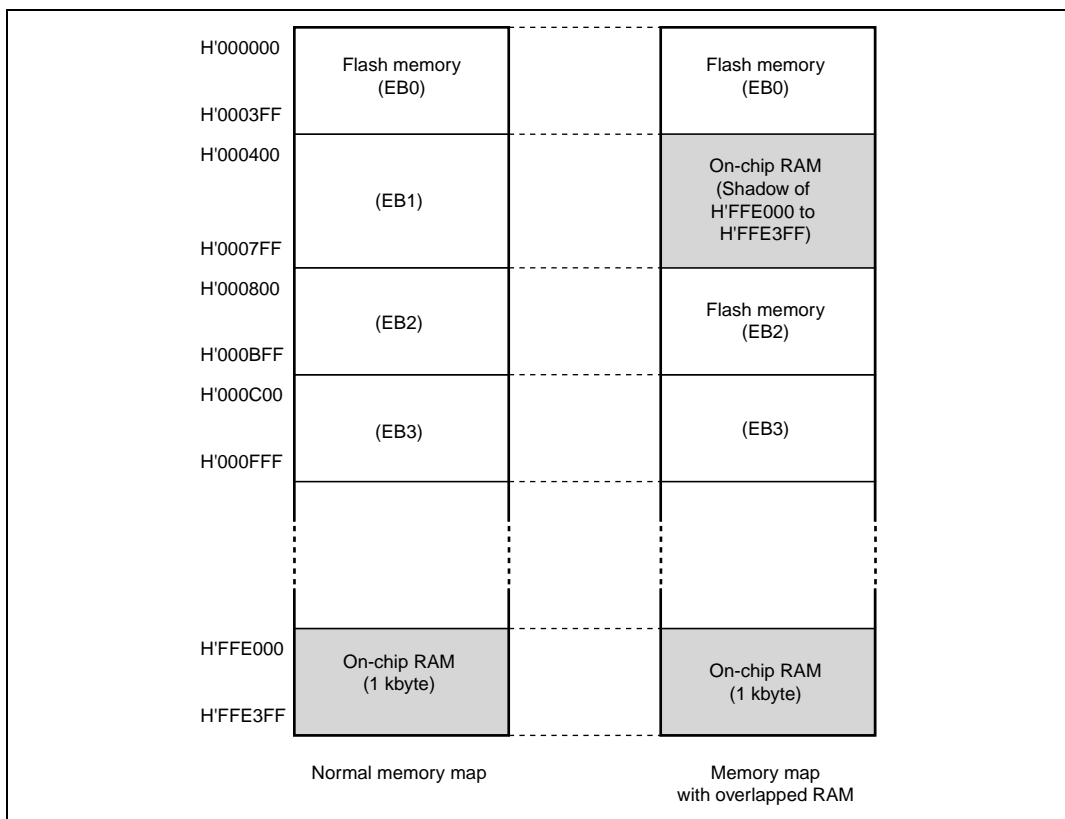 H'000000
Flash memory
(EB0)
Flash memory
(EB0)
H'0003FF
H'000400
(EB1)
On-chip RAM
(Shadow of
H'FFE000 to
H'FFE3FF)
H'0007FF
H'000800
(EB2)
Flash memory
(EB2)
H'000BFF
H'000C00
(EB3)
(EB3)
H'000FFF
H'FFE000
On-chip RAM
(1 kbyte)
On-chip RAM
(1 kbyte)
H'FFE3FF
Normal memory map
Memory map
with overlapped RAM